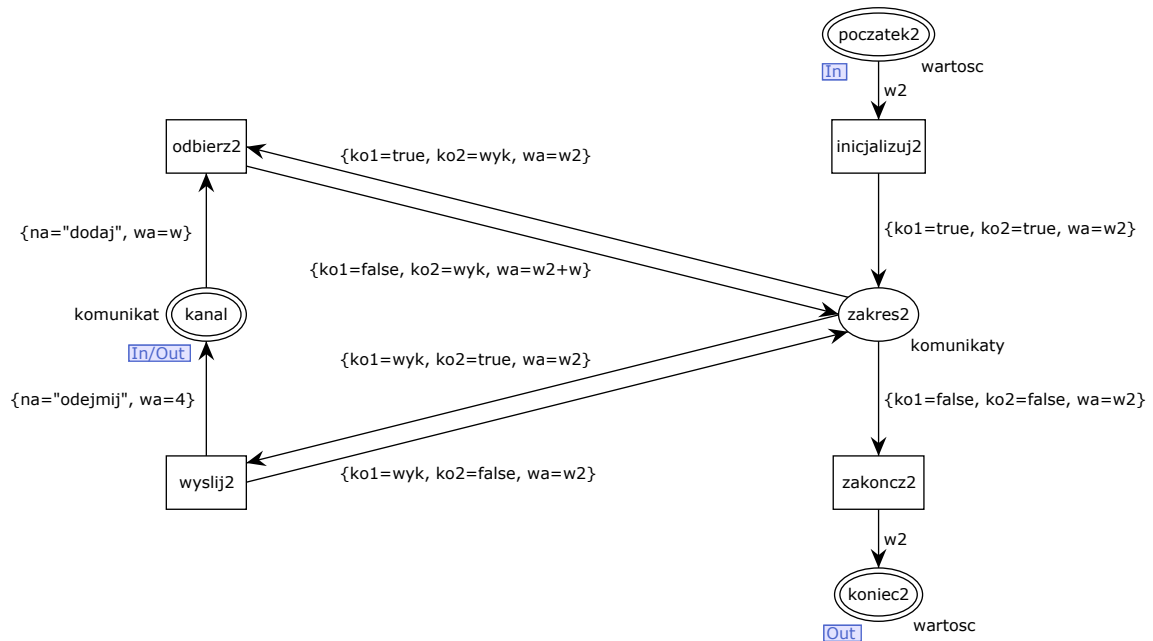 poczatek2
In
wartosc
w2
odbierz2
inicjalizuj2
{ko1=true, ko2=wyk, wa=w2}
{na="dodaj", wa=w}
{ko1=true, ko2=true, wa=w2}
{ko1=false, ko2=wyk, wa=w2+w}
komunikat
kanal
zakres2
In/Out
komunikaty
{ko1=wyk, ko2=true, wa=w2}
{na="odejmij", wa=4}
{ko1=false, ko2=false, wa=w2}
{ko1=wyk, ko2=false, wa=w2}
wyslij2
zakoncz2
w2
koniec2
wartosc
Out